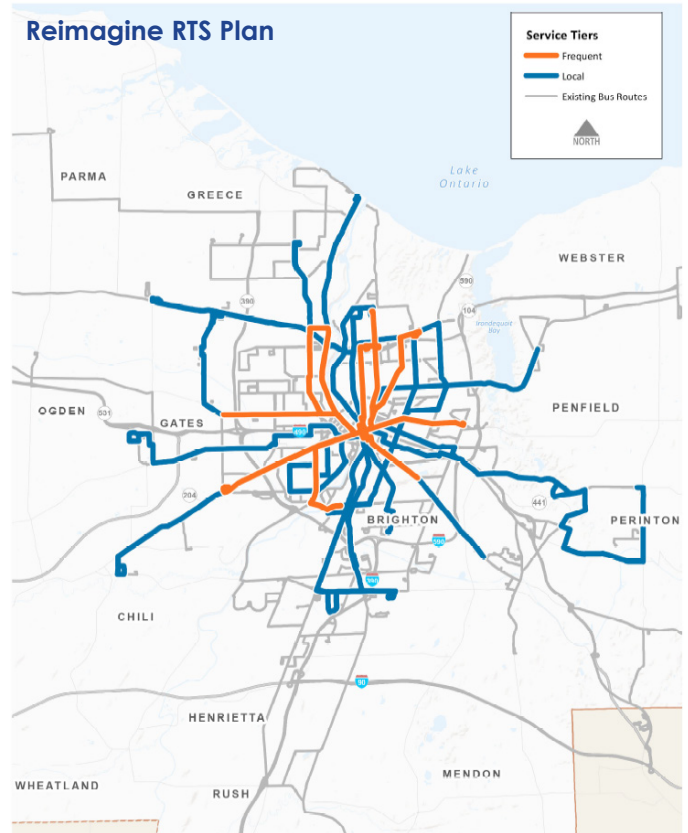 Reimagine RTS Plan
Service Tiers
Frequent
Local
Existing Bus Routes
NORTH
Lake
Ontario
PARMA
GREECE
WEBSTER
590
390
104
Irondequoit
Bay
OGDEN
531
GATES
490
PENFIELD
204
441
BRIGHTON
PERINTON
590
390
CHILI
90
HENRIETTA
MENDON
WHEATLAND
RUSH